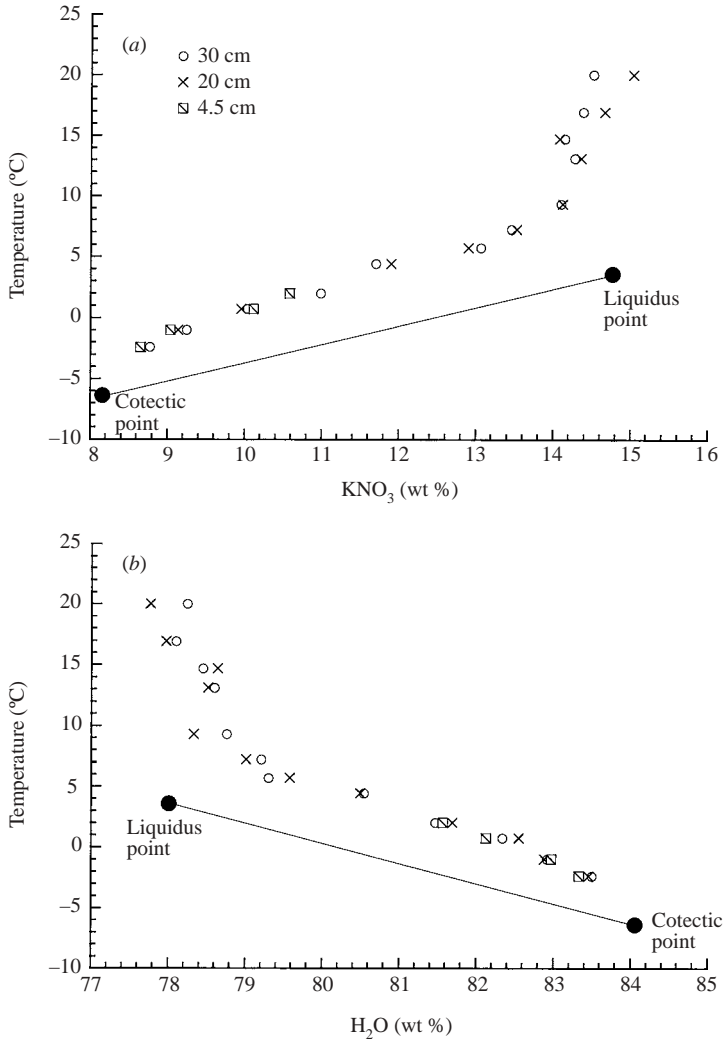 (a)
30 cm
20 cm
4.5 cm
25
20
15
10
5
0
–5
–10
Temperature (ºC)
Liquidus
point
Cotectic
point
8 9 10 11 12 13 14 15 16
KNO3 (wt %)
(b)
25
20
15
10
5
0
–5
–10
Temperature (ºC)
Liquidus
point
Cotectic
point
77 78 79 80 81 82 83 84 85
H2O (wt %)